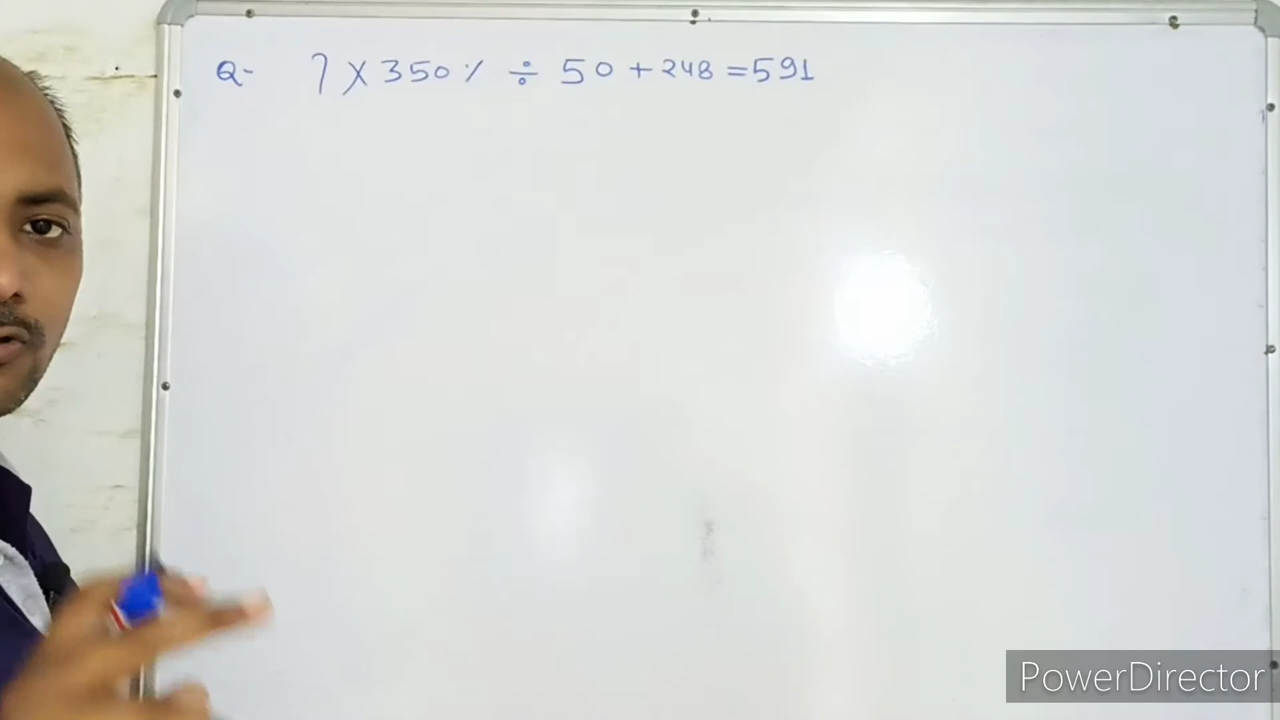 Q- ? × 350 % ÷ 50 + 248 = 591
PowerDirector